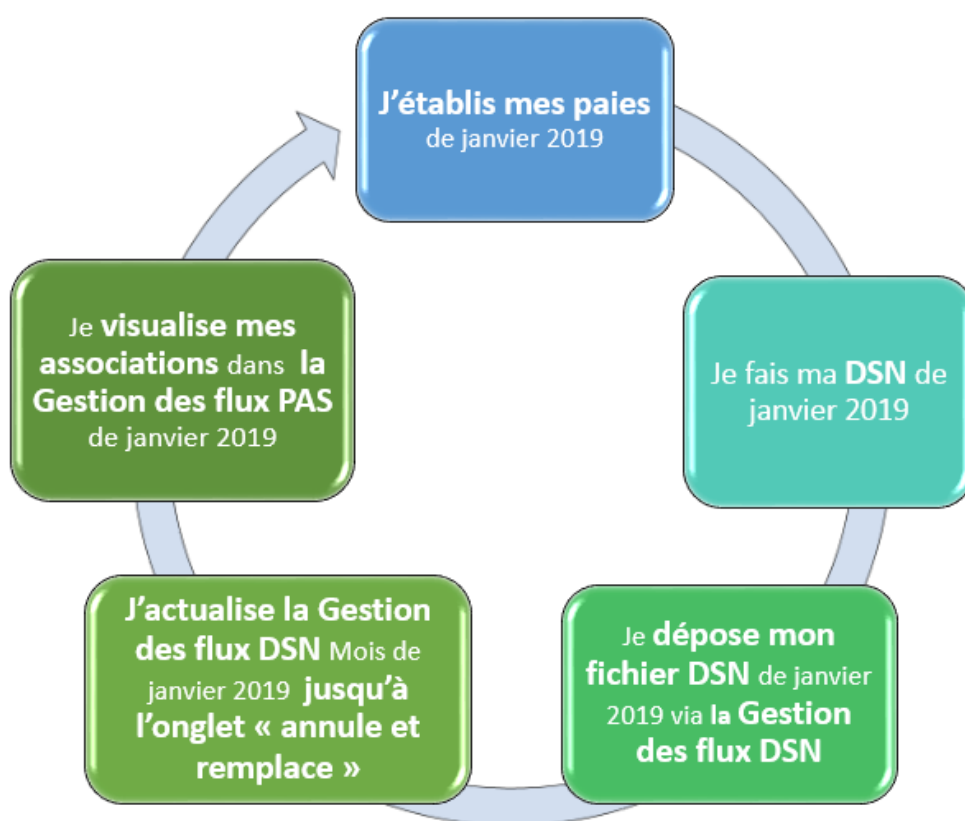 J’établis mes paies
de janvier 2019
Je fais ma DSN de
janvier 2019
Je dépose mon
fichier DSN de janvier
2019 via la Gestion
des flux DSN
J’actualise la Gestion
des flux DSN Mois de
janvier 2019 jusqu’à
l’onglet « annule et
remplace »
Je visualise mes
associations dans la
Gestion des flux PAS
de janvier 2019